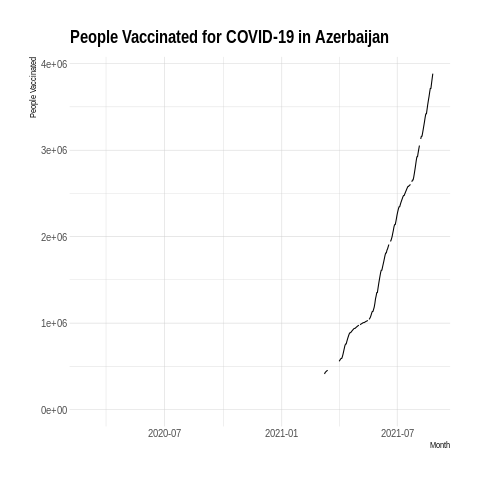 People Vaccinated for COVID-19 in Azerbaijan
People Vaccinated
4e+06
3e+06
2e+06
1e+06
0e+00
2020-07
2021-01
2021-07
Month